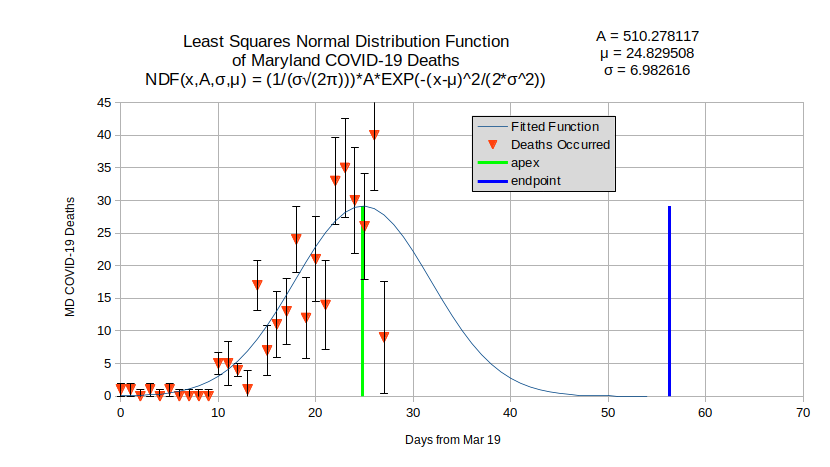 Least Squares Normal Distribution Function
of Maryland COVID-19 Deaths
NDF(x,A,σ,μ) = (1/(σ√(2π)))*A*EXP(-(x-μ)^2/(2*σ^2))
A = 510.278117
μ = 24.829508
σ = 6.982616
45
40
35
30
25
20
15
10
5
0
MD COVID-19 Deaths
Fitted Function
Deaths Occurred
apex
endpoint
0 10 20 30 40 50 60 70
Days from Mar 19